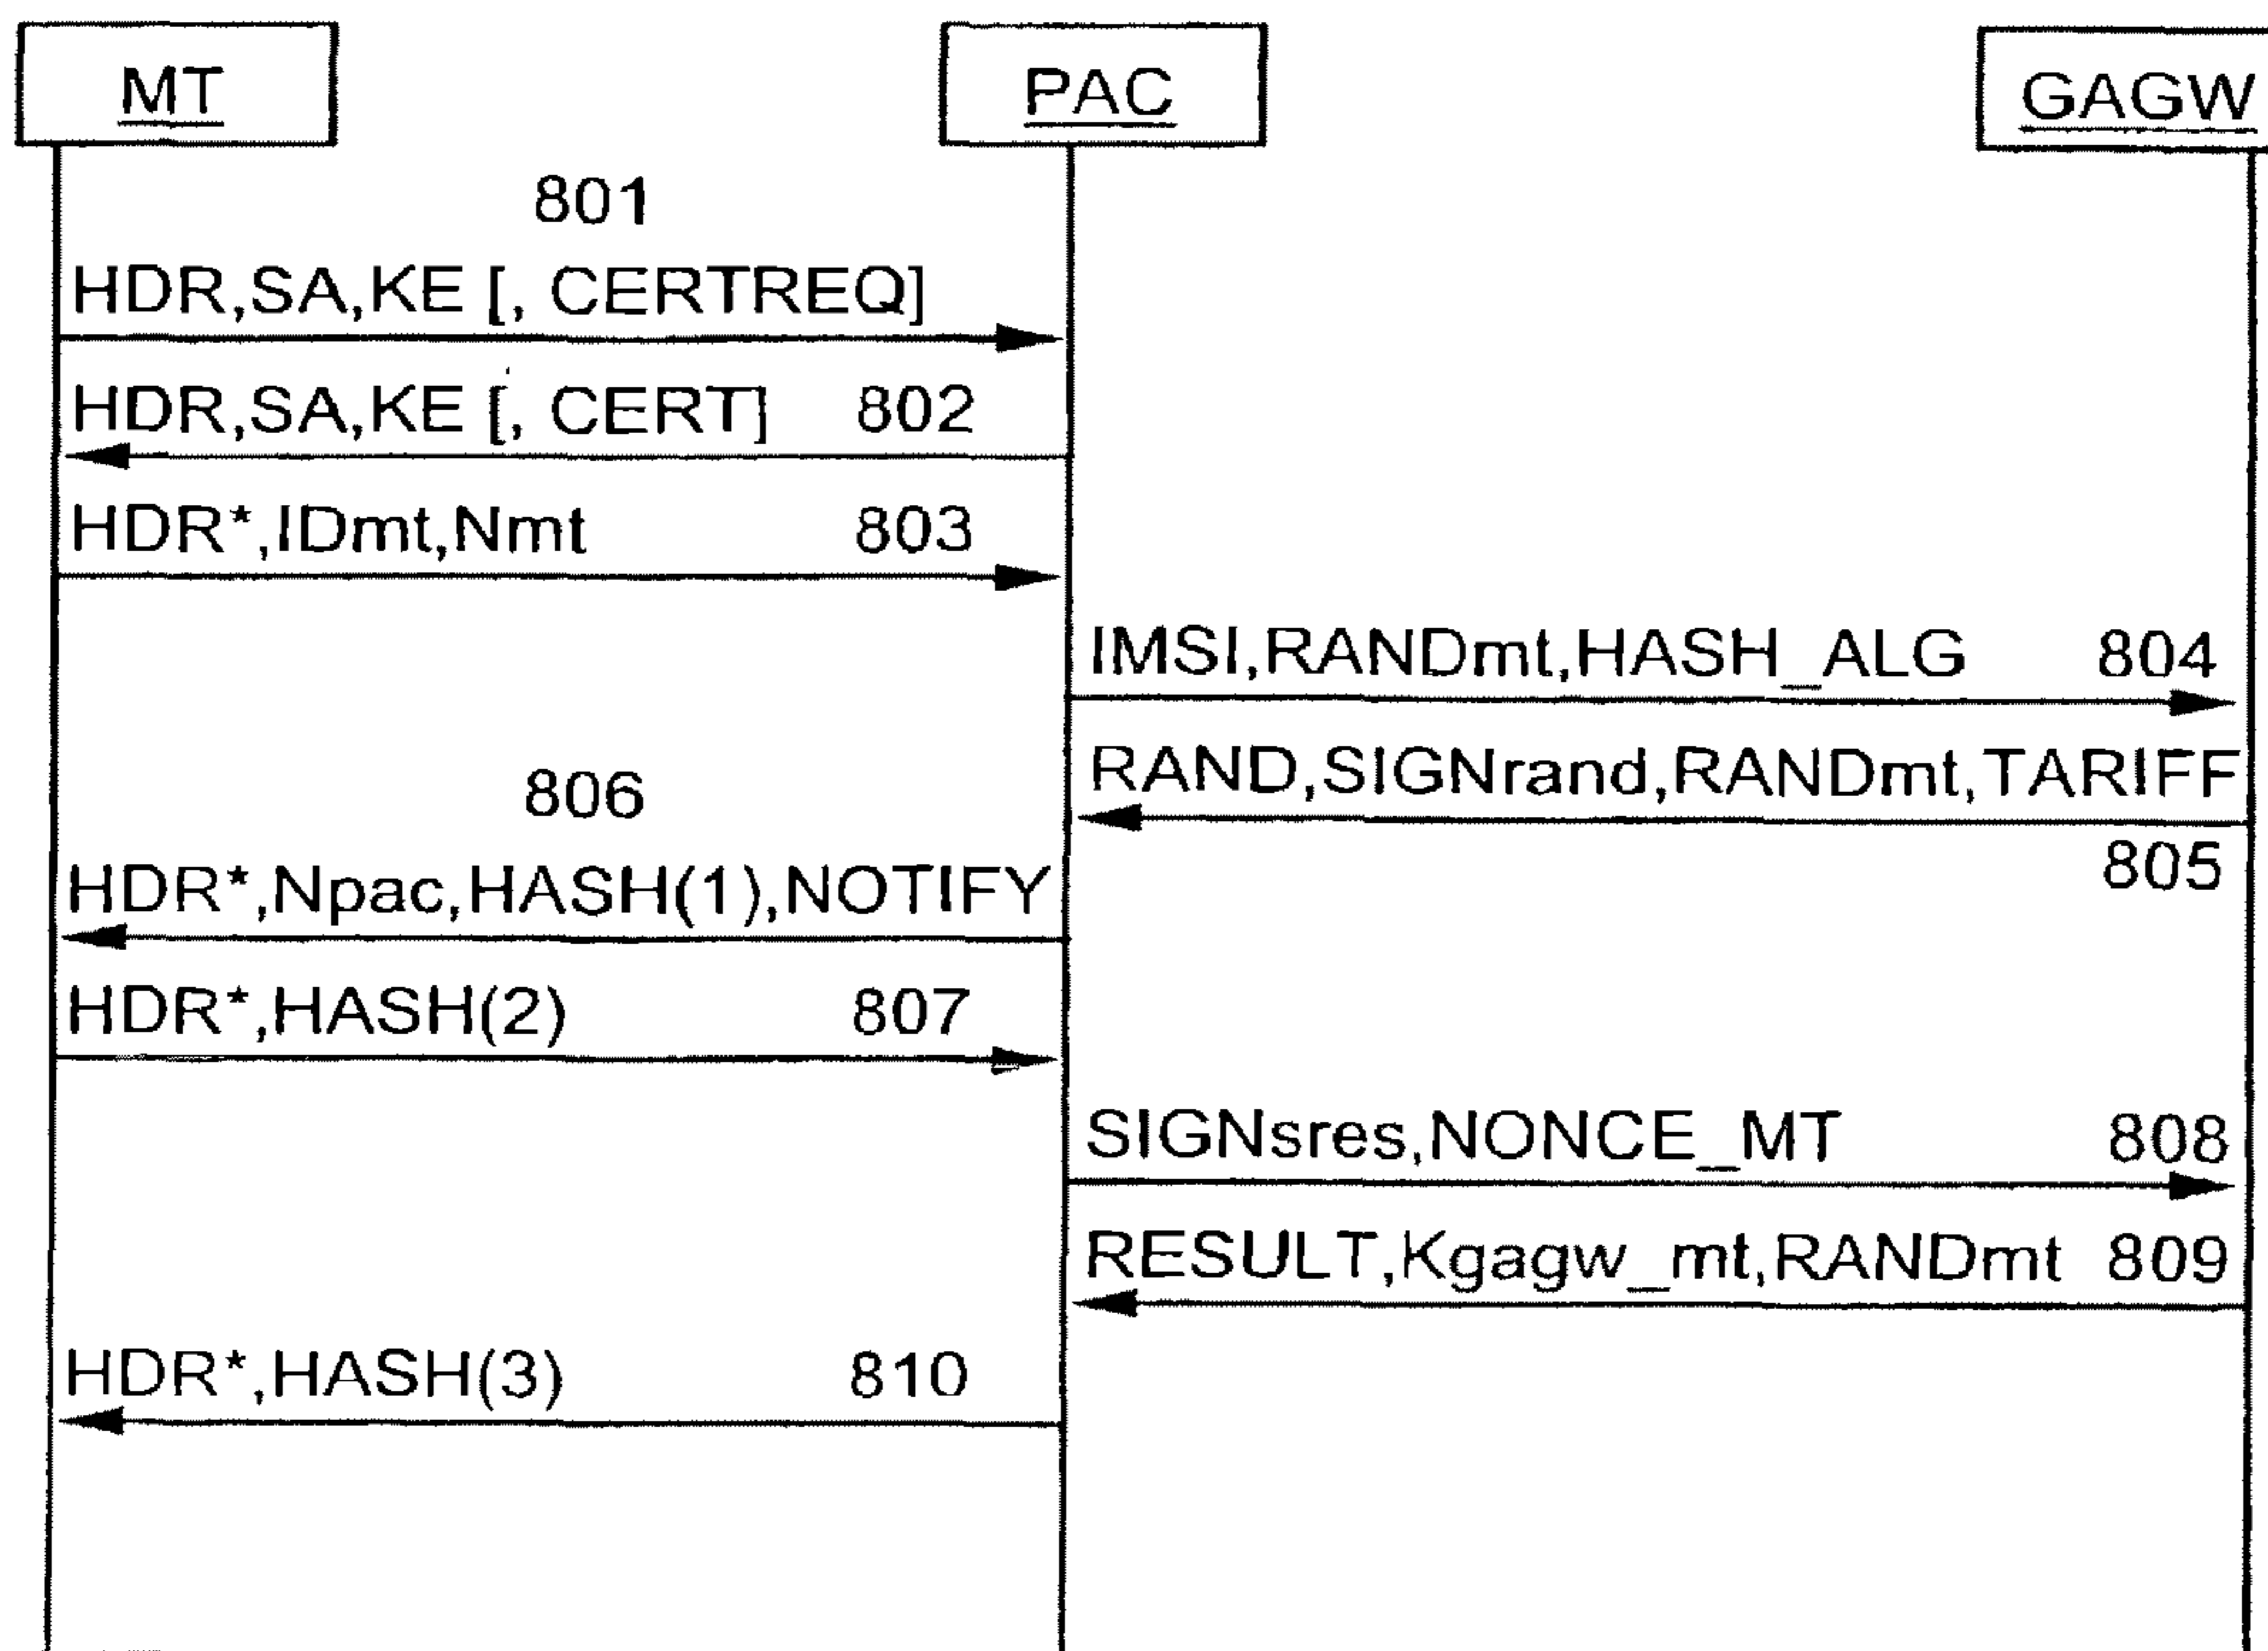 MT PAC GAGW
801
HDR,SA,KE [, CERTREQ]
HDR,SA,KE [, CERT] 802
HDR*,IDmt,Nmt 803
IMSI,RANDmt,HASH_ALG 804
RAND,SIGNrand,RANDmt,TARIFF
805
806
HDR*,Npac,HASH(1),NOTIFY
HDR*,HASH(2) 807
SIGNsres,NONCE_MT 808
RESULT,Kgagw_mt,RANDmt 809
HDR*,HASH(3) 810